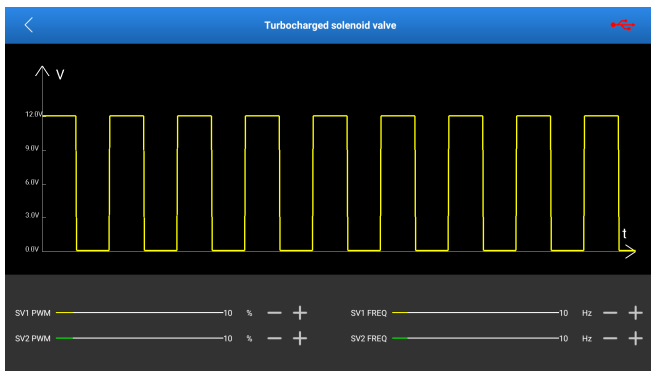 Turbocharged solenoid valve
V
12.0V
9.0V
6.0V
3.0V
0.0V
t
SV1 PWM 10 % SV1 FREQ 10 Hz
SV2 PWM 10 % SV2 FREQ 10 Hz